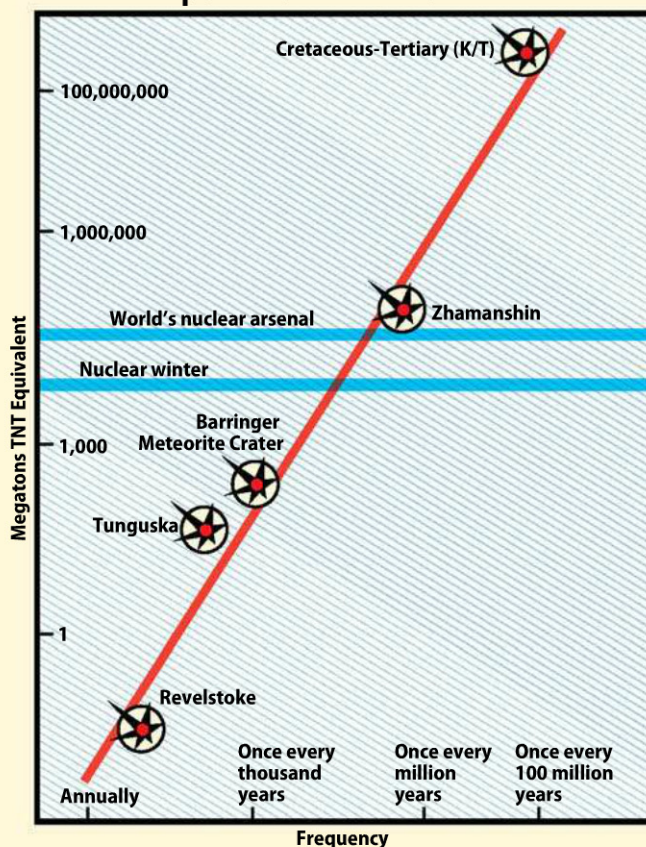 Cretaceous-Tertiary (K/T)
100,000,000
1,000,000
Zhamanshin
World's nuclear arsenal
Nuclear winter
Barringer
Meteorite Crater
1,000
Tunguska
1
Revelstoke
Megatons TNT Equivalent
Annually
Once every
thousand
years
Once every
million
years
Once every
100 million
years
Frequency